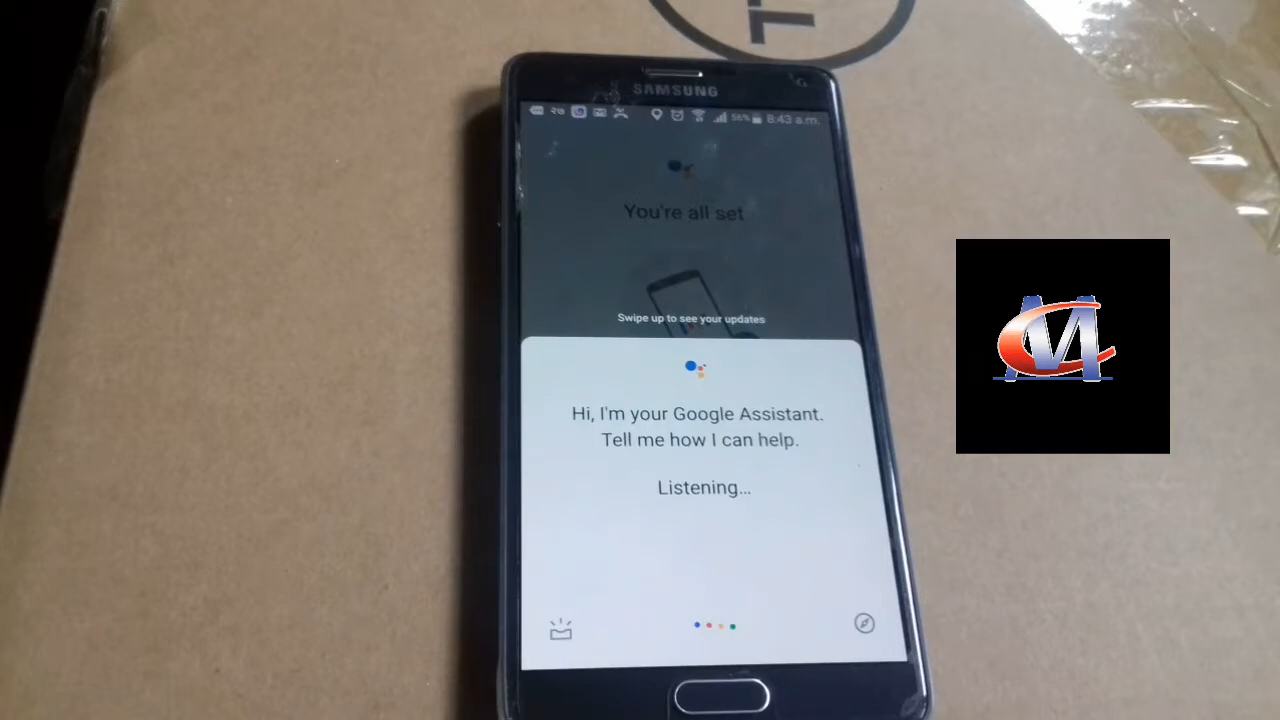 SAMSUNG
56% 8:43 a.m.
You're all set
Swipe up to see your updates
Hi, I'm your Google Assistant.
Tell me how I can help.
Listening...